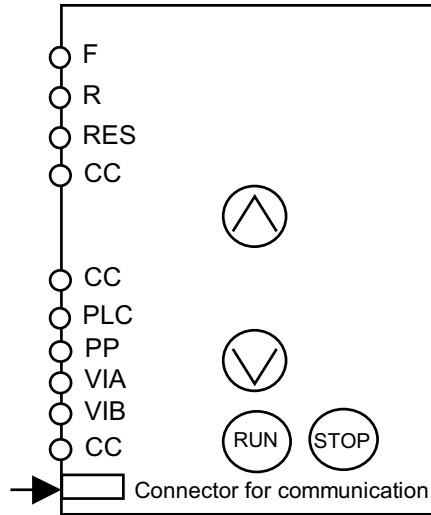 F
R
RES
CC
CC
PLC
PP
VIA
VIB
CC
RUN
STOP
Connector for communication